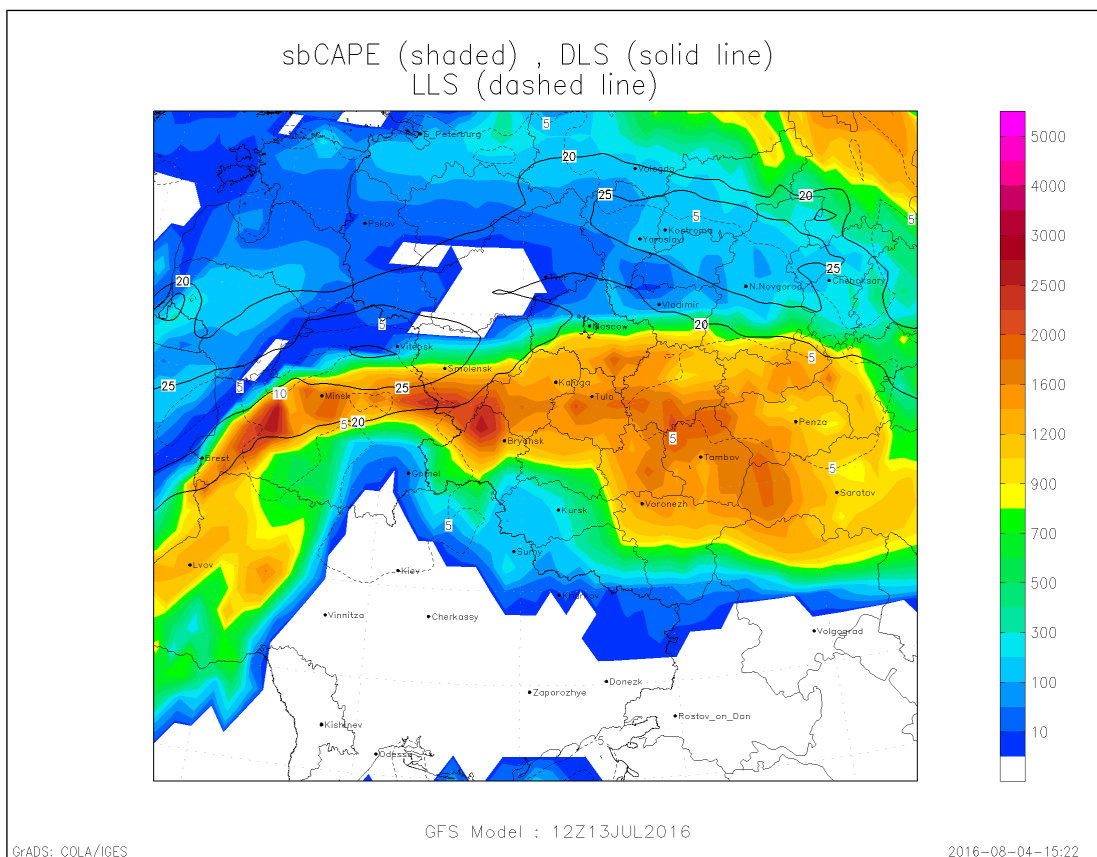 sbCAPE (shaded) , DLS (solid line)
LLS (dashed line)
S_Peterburg
5
20
Vologda
25
20
5
5
Pskov
Kostroma
Yaroslavl
25
20
Cheboksary
N.Novgorod
Vladimir
5
Moscow
20
Vitebsk
5
Smolensk
25
5
25
Kaluga
10
Minsk
Tula
5
20
Penza
5
Bryansk
Brest
Tambov
5
Gomel
Saratov
Voronezh
Kursk
5
Sumy
Lvov
Kiev
Kharkov
Vinnitza
Cherkassy
Volgograd
Donezk
Zaporozhye
Rostov_on_Don
Kishinev
Odessa
5000
4000
3000
2500
2000
1600
1200
900
700
500
300
100
10
GFS Model : 12Z13JUL2016
GrADS: COLA/IGES
2016-08-04-15:22